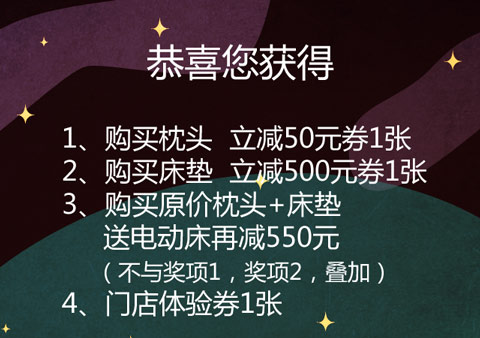 恭喜您获得
1、购买枕头 立减50元券1张
2、购买床垫 立减500元券1张
3、购买原价枕头+床垫
送电动床再减550元
（不与奖项1，奖项2，叠加）
4、门店体验券1张